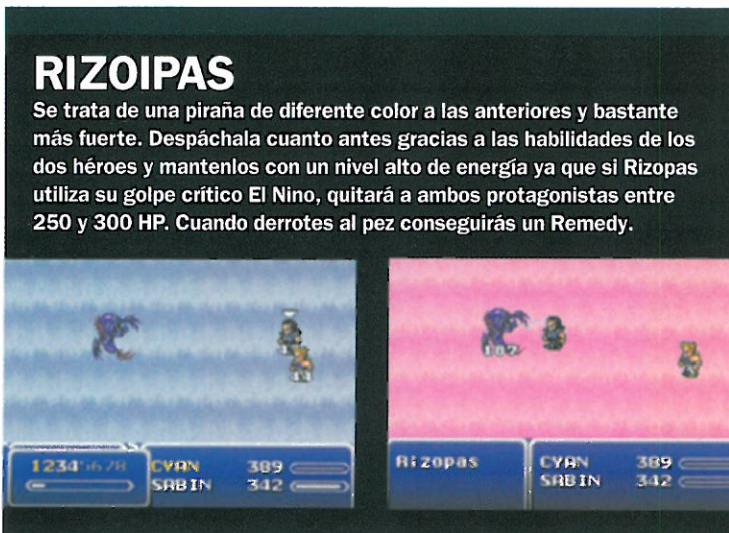 RIZOIPAS
Se trata de una piraña de diferente color a las anteriores y bastante
más fuerte. Despáchala cuanto antes gracias a las habilidades de los
dos héroes y mantenlos con un nivel alto de energía ya que si Rizopas
utiliza su golpe crítico El Nino, quitará a ambos protagonistas entre
250 y 300 HP. Cuando derrotes al pez conseguirás un Remedy.
187
12345678 CYAN 389
SABIN 342
Rizopas CYAN 389
SABIN 342